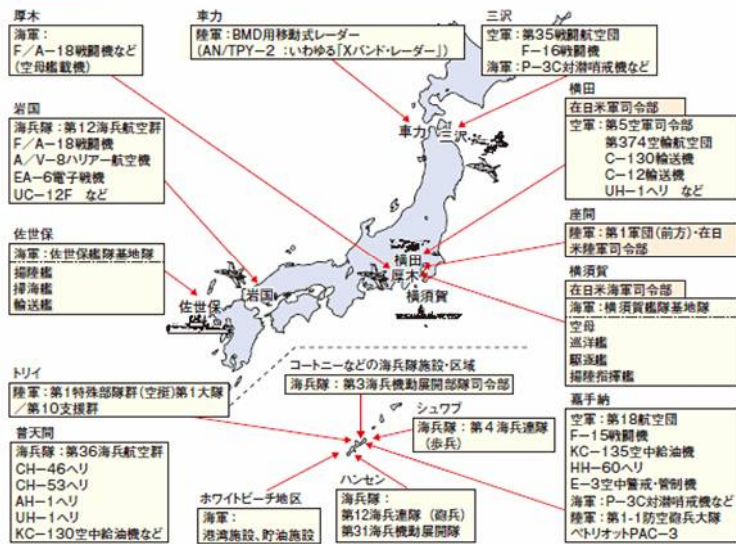 厚木
海軍：
F／A-18戦闘機など
(空母艦載機)
車力
陸軍：BMD用移動式レーダー
(AN/TPY-2 ：いわゆる「Xバンド・レーダー」)
三沢
空軍：第35戦闘航空団
F-16戦闘機
海軍：P-3C対潜哨戒機など
岩国
海兵隊：第12海兵航空群
F／A-18戦闘機
A／V-8ハリアー航空機
EA-6電子戦機
UC-12F など
横田
在日米軍司令部
空軍：第5空軍司令部
第374空輸航空団
C-130輸送機
C-12輸送機
UH-1ヘリ など
佐世保
海軍：佐世保艦隊基地隊
揚陸艦
掃海艦
輸送艦
座間
陸軍：第1軍団(前方)・在日
米陸軍司令部
横須賀
在日米海軍司令部
海軍：横須賀艦隊基地隊
空母
巡洋艦
駆逐艦
揚陸指揮艦
車力
三沢
横田
厚木
横須賀
岩国
佐世保
トリイ
陸軍：第1特殊部隊群(空挺)第1大隊
／第10支援群
コートニーなどの海兵隊施設・区域
海兵隊：第3海兵機動展開部隊司令部
シュワブ
海兵隊：第4海兵連隊
(歩兵)
嘉手納
空軍：第18航空団
F-15戦闘機
KC-135空中給油機
HH-60ヘリ
E-3空中警戒・管制機
海軍：P-3C対潜哨戒機など
陸軍：第1-1防空砲兵大隊
ペトリオットPAC-3
普天間
海兵隊：第36海兵航空群
CH-46ヘリ
CH-53ヘリ
AH-1ヘリ
UH-1ヘリ
KC-130空中給油機など
ホワイトビーチ地区
海軍：
港湾施設、貯油施設
ハンセン
海兵隊：
第12海兵連隊（砲兵）
第31海兵機動展開隊